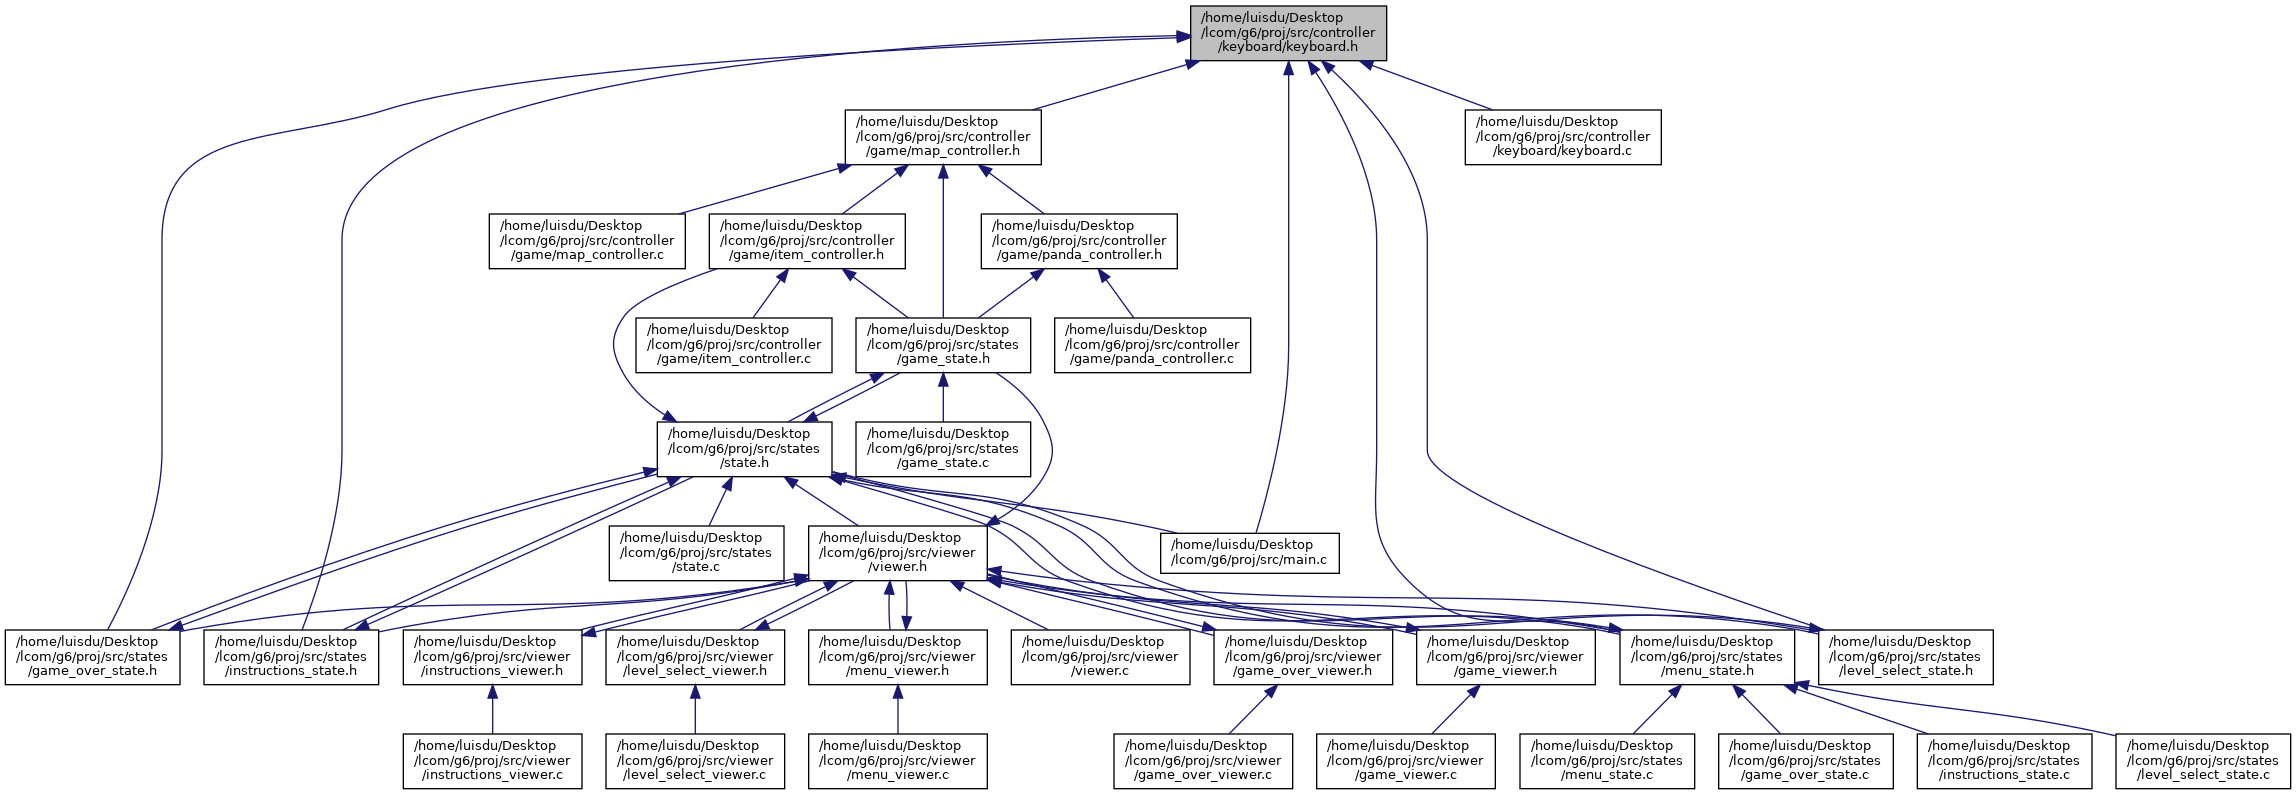 /home/luisdu/Desktop
/lcom/g6/proj/src/controller
/keyboard/keyboard.h
/home/luisdu/Desktop
/lcom/g6/proj/src/controller
/game/map_controller.h
/home/luisdu/Desktop
/lcom/g6/proj/src/controller
/keyboard/keyboard.c
/home/luisdu/Desktop
/lcom/g6/proj/src/controller
/game/map_controller.c
/home/luisdu/Desktop
/lcom/g6/proj/src/controller
/game/item_controller.h
/home/luisdu/Desktop
/lcom/g6/proj/src/controller
/game/panda_controller.h
/home/luisdu/Desktop
/lcom/g6/proj/src/controller
/game/item_controller.c
/home/luisdu/Desktop
/lcom/g6/proj/src/states
/game_state.h
/home/luisdu/Desktop
/lcom/g6/proj/src/controller
/game/panda_controller.c
/home/luisdu/Desktop
/lcom/g6/proj/src/states
/state.h
/home/luisdu/Desktop
/lcom/g6/proj/src/states
/game_state.c
/home/luisdu/Desktop
/lcom/g6/proj/src/states
/state.c
/home/luisdu/Desktop
/lcom/g6/proj/src/viewer
/viewer.h
/home/luisdu/Desktop
/lcom/g6/proj/src/main.c
/home/luisdu/Desktop
/lcom/g6/proj/src/states
/game_over_state.h
/home/luisdu/Desktop
/lcom/g6/proj/src/states
/instructions_state.h
/home/luisdu/Desktop
/lcom/g6/proj/src/viewer
/instructions_viewer.h
/home/luisdu/Desktop
/lcom/g6/proj/src/viewer
/level_select_viewer.h
/home/luisdu/Desktop
/lcom/g6/proj/src/viewer
/menu_viewer.h
/home/luisdu/Desktop
/lcom/g6/proj/src/viewer
/viewer.c
/home/luisdu/Desktop
/lcom/g6/proj/src/viewer
/game_over_viewer.h
/home/luisdu/Desktop
/lcom/g6/proj/src/viewer
/game_viewer.h
/home/luisdu/Desktop
/lcom/g6/proj/src/states
/menu_state.h
/home/luisdu/Desktop
/lcom/g6/proj/src/states
/level_select_state.h
/home/luisdu/Desktop
/lcom/g6/proj/src/viewer
/instructions_viewer.c
/home/luisdu/Desktop
/lcom/g6/proj/src/viewer
/level_select_viewer.c
/home/luisdu/Desktop
/lcom/g6/proj/src/viewer
/menu_viewer.c
/home/luisdu/Desktop
/lcom/g6/proj/src/viewer
/game_over_viewer.c
/home/luisdu/Desktop
/lcom/g6/proj/src/viewer
/game_viewer.c
/home/luisdu/Desktop
/lcom/g6/proj/src/states
/menu_state.c
/home/luisdu/Desktop
/lcom/g6/proj/src/states
/game_over_state.c
/home/luisdu/Desktop
/lcom/g6/proj/src/states
/instructions_state.c
/home/luisdu/Desktop
/lcom/g6/proj/src/states
/level_select_state.c